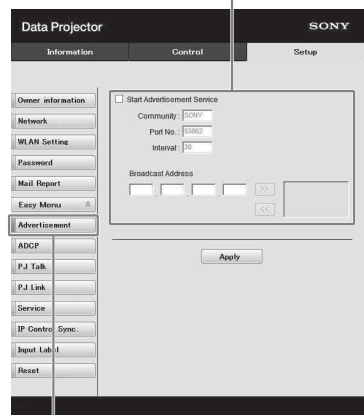 Data Projector
SONY
Information
Control
Setup
Owner information
Network
WLAN Setting
Password
Mail Report
Easy Menu
Advertisement
ADCP
PJ Talk
PJ Link
Service
IP Control Sync.
Input Label
Reset
Start Advertisement Service
Community: SONY
Port No.: 53862
Interval: 30
Broadcast Address
>>
<<
Apply